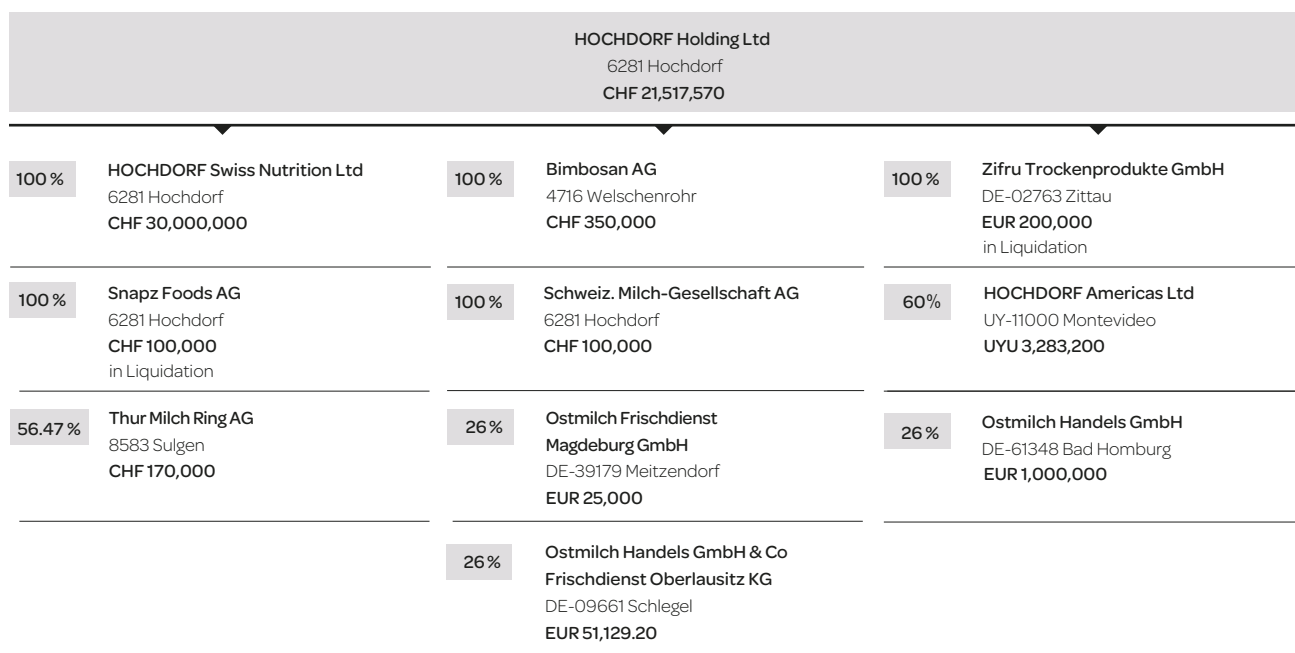 HOCHDORF Holding Ltd
6281 Hochdorf
CHF 21,517,570
100 %
HOCHDORF Swiss Nutrition Ltd
6281 Hochdorf
CHF 30,000,000
100 %
Bimbosan AG
4716 Welschenrohr
CHF 350,000
100 %
Zifru Trockenprodukte GmbH
DE-02763 Zittau
EUR 200,000
in Liquidation
100 %
Snapz Foods AG
6281 Hochdorf
CHF 100,000
in Liquidation
100 %
Schweiz. Milch-Gesellschaft AG
6281 Hochdorf
CHF 100,000
60%
HOCHDORF Americas Ltd
UY-11000 Montevideo
UYU 3,283,200
56.47 %
Thur Milch Ring AG
8583 Sulgen
CHF 170,000
26 %
Ostmilch Frischdienst
Magdeburg GmbH
DE-39179 Meitzendorf
EUR 25,000
26 %
Ostmilch Handels GmbH
DE-61348 Bad Homburg
EUR 1,000,000
26 %
Ostmilch Handels GmbH & Co
Frischdienst Oberlausitz KG
DE-09661 Schlegel
EUR 51,129.20